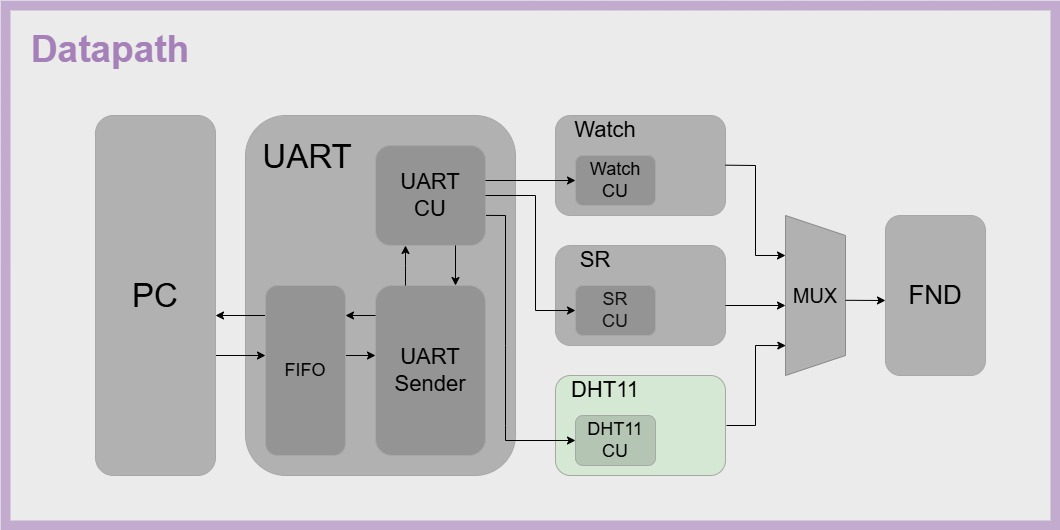 Datapath
PC
UART
UART
CU
FIFO
UART
Sender
Watch
Watch
CU
SR
SR
CU
DHT11
DHT11
CU
MUX
FND